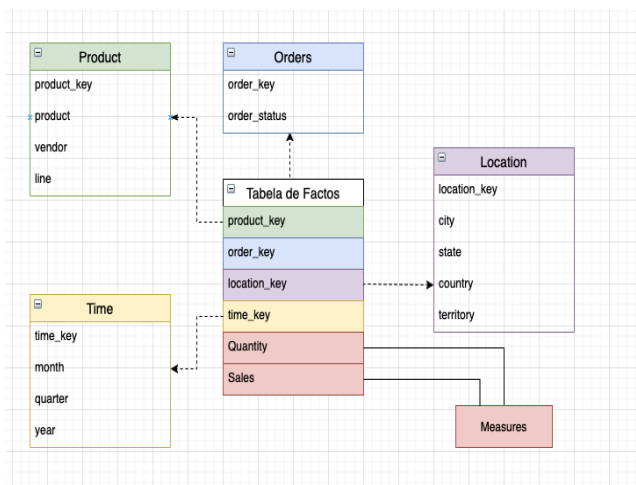 Product
product_key
product
vendor
line
Orders
order_key
order_status
Tabela de Factos
product_key
order_key
location_key
time_key
Quantity
Sales
Location
location_key
city
state
country
territory
Time
time_key
month
quarter
year
Measures